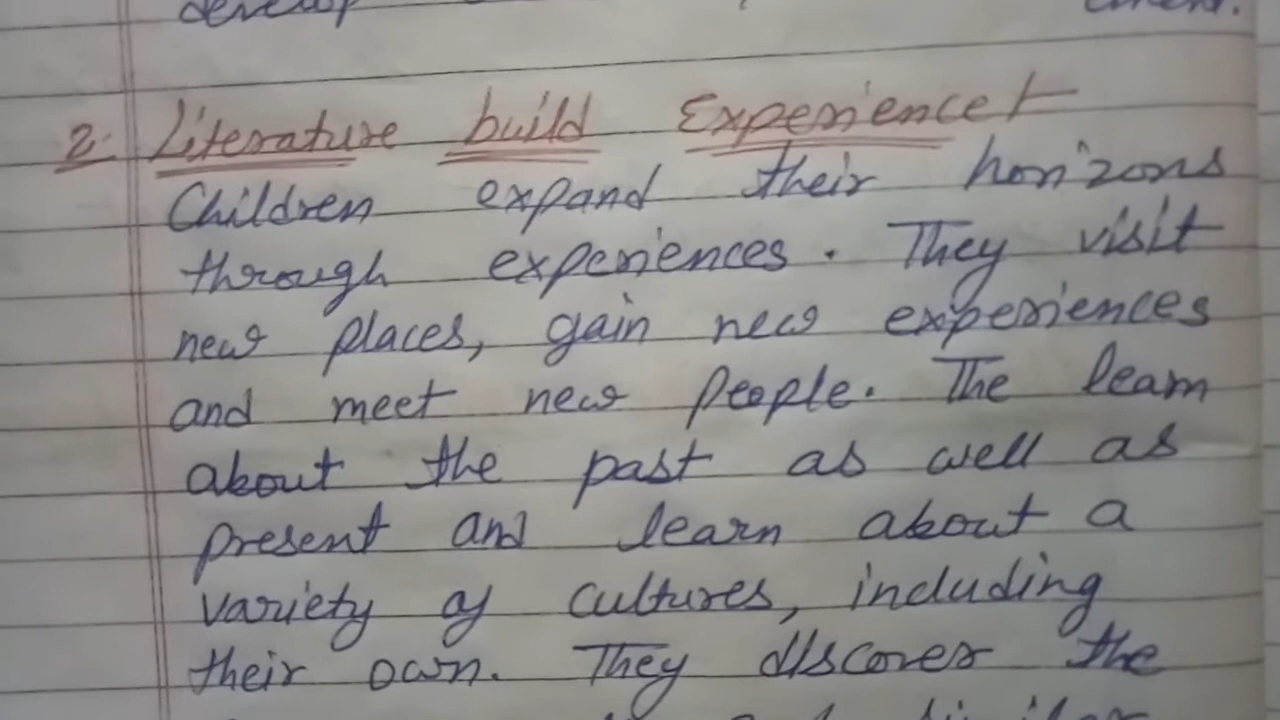 develop
2. Literature build Experience:-
Children expand their horizons
through experiences. They visit
new places, gain new experiences
and meet new people. The learn
about the past as well as
present and learn about a
variety of cultures, including
their own. They discover the